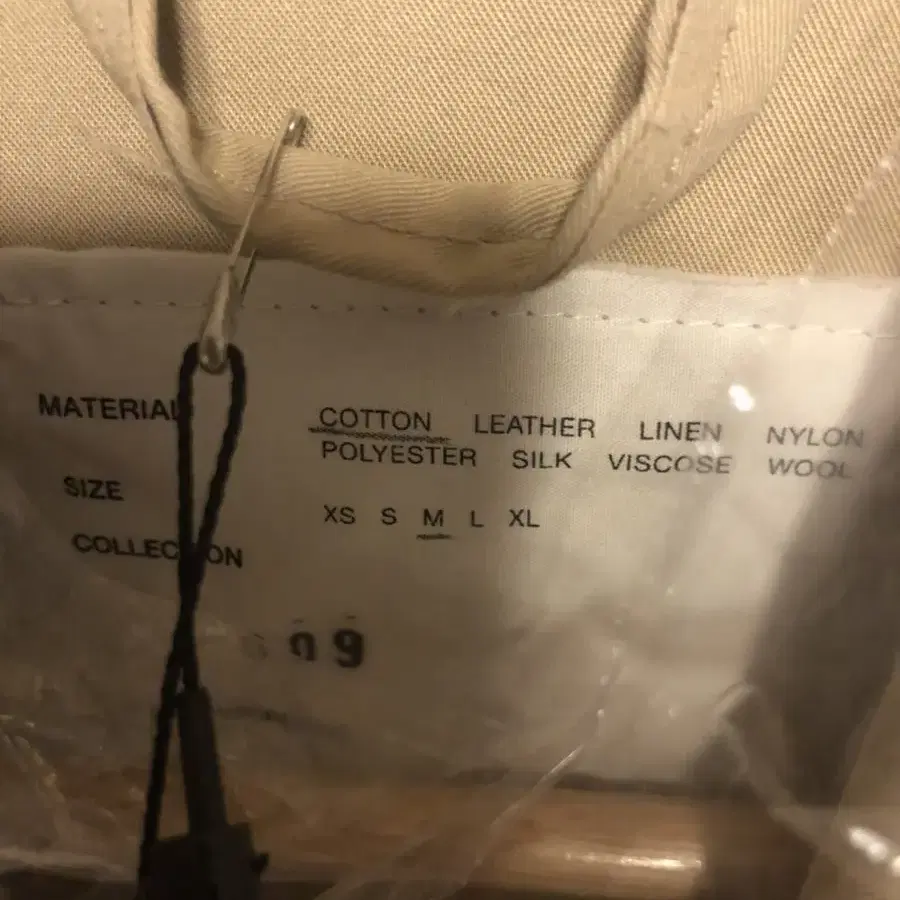 MATERIAL COTTON LEATHER LINEN NYLON
POLYESTER SILK VISCOSE WOOL
SIZE XS S M L XL
COLLECTION
09